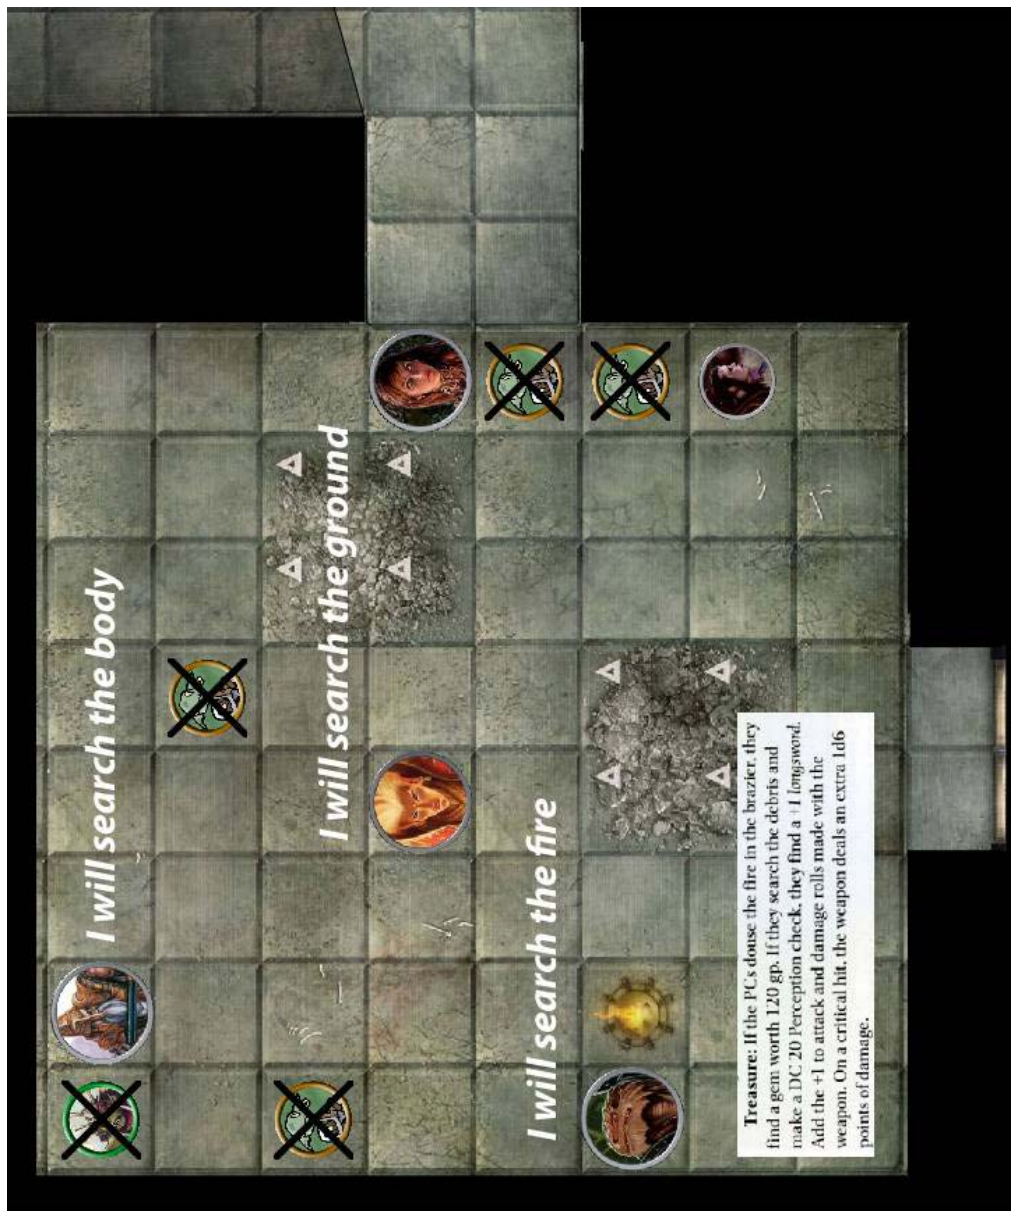 I will search the body
I will search the ground
I will search the fire
Treasure: If the PCs douse the fire in the brazier, they
find a gem worth 120 gp. If they search the debris and
make a DC 20 Perception check, they find a +1 longsword.
Add the +1 to attack and damage rolls made with the
weapon. On a critical hit, the weapon deals an extra 1d6
points of damage.